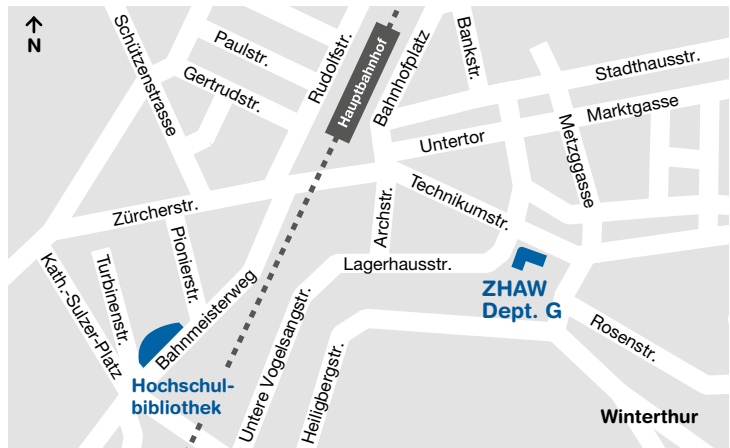 N
Schützenstrasse
Paulstr.
Gertrudstr.
Rudolfstr.
Hauptbahnhof
Bahnhofplatz
Bankstr.
Stadthausstr.
Marktgasse
Metzggasse
Untertor
Technikumstr.
Zürcherstr.
Archstr.
Lagerhausstr.
Pionierstr.
Turbinenstr.
Kath.-Sulzer-Platz
Bahnmeisterweg
Hochschul-
bibliothek
Untere Vogelsangstr.
Heiligbergstr.
ZHAW
Dept. G
Rosenstr.
Winterthur